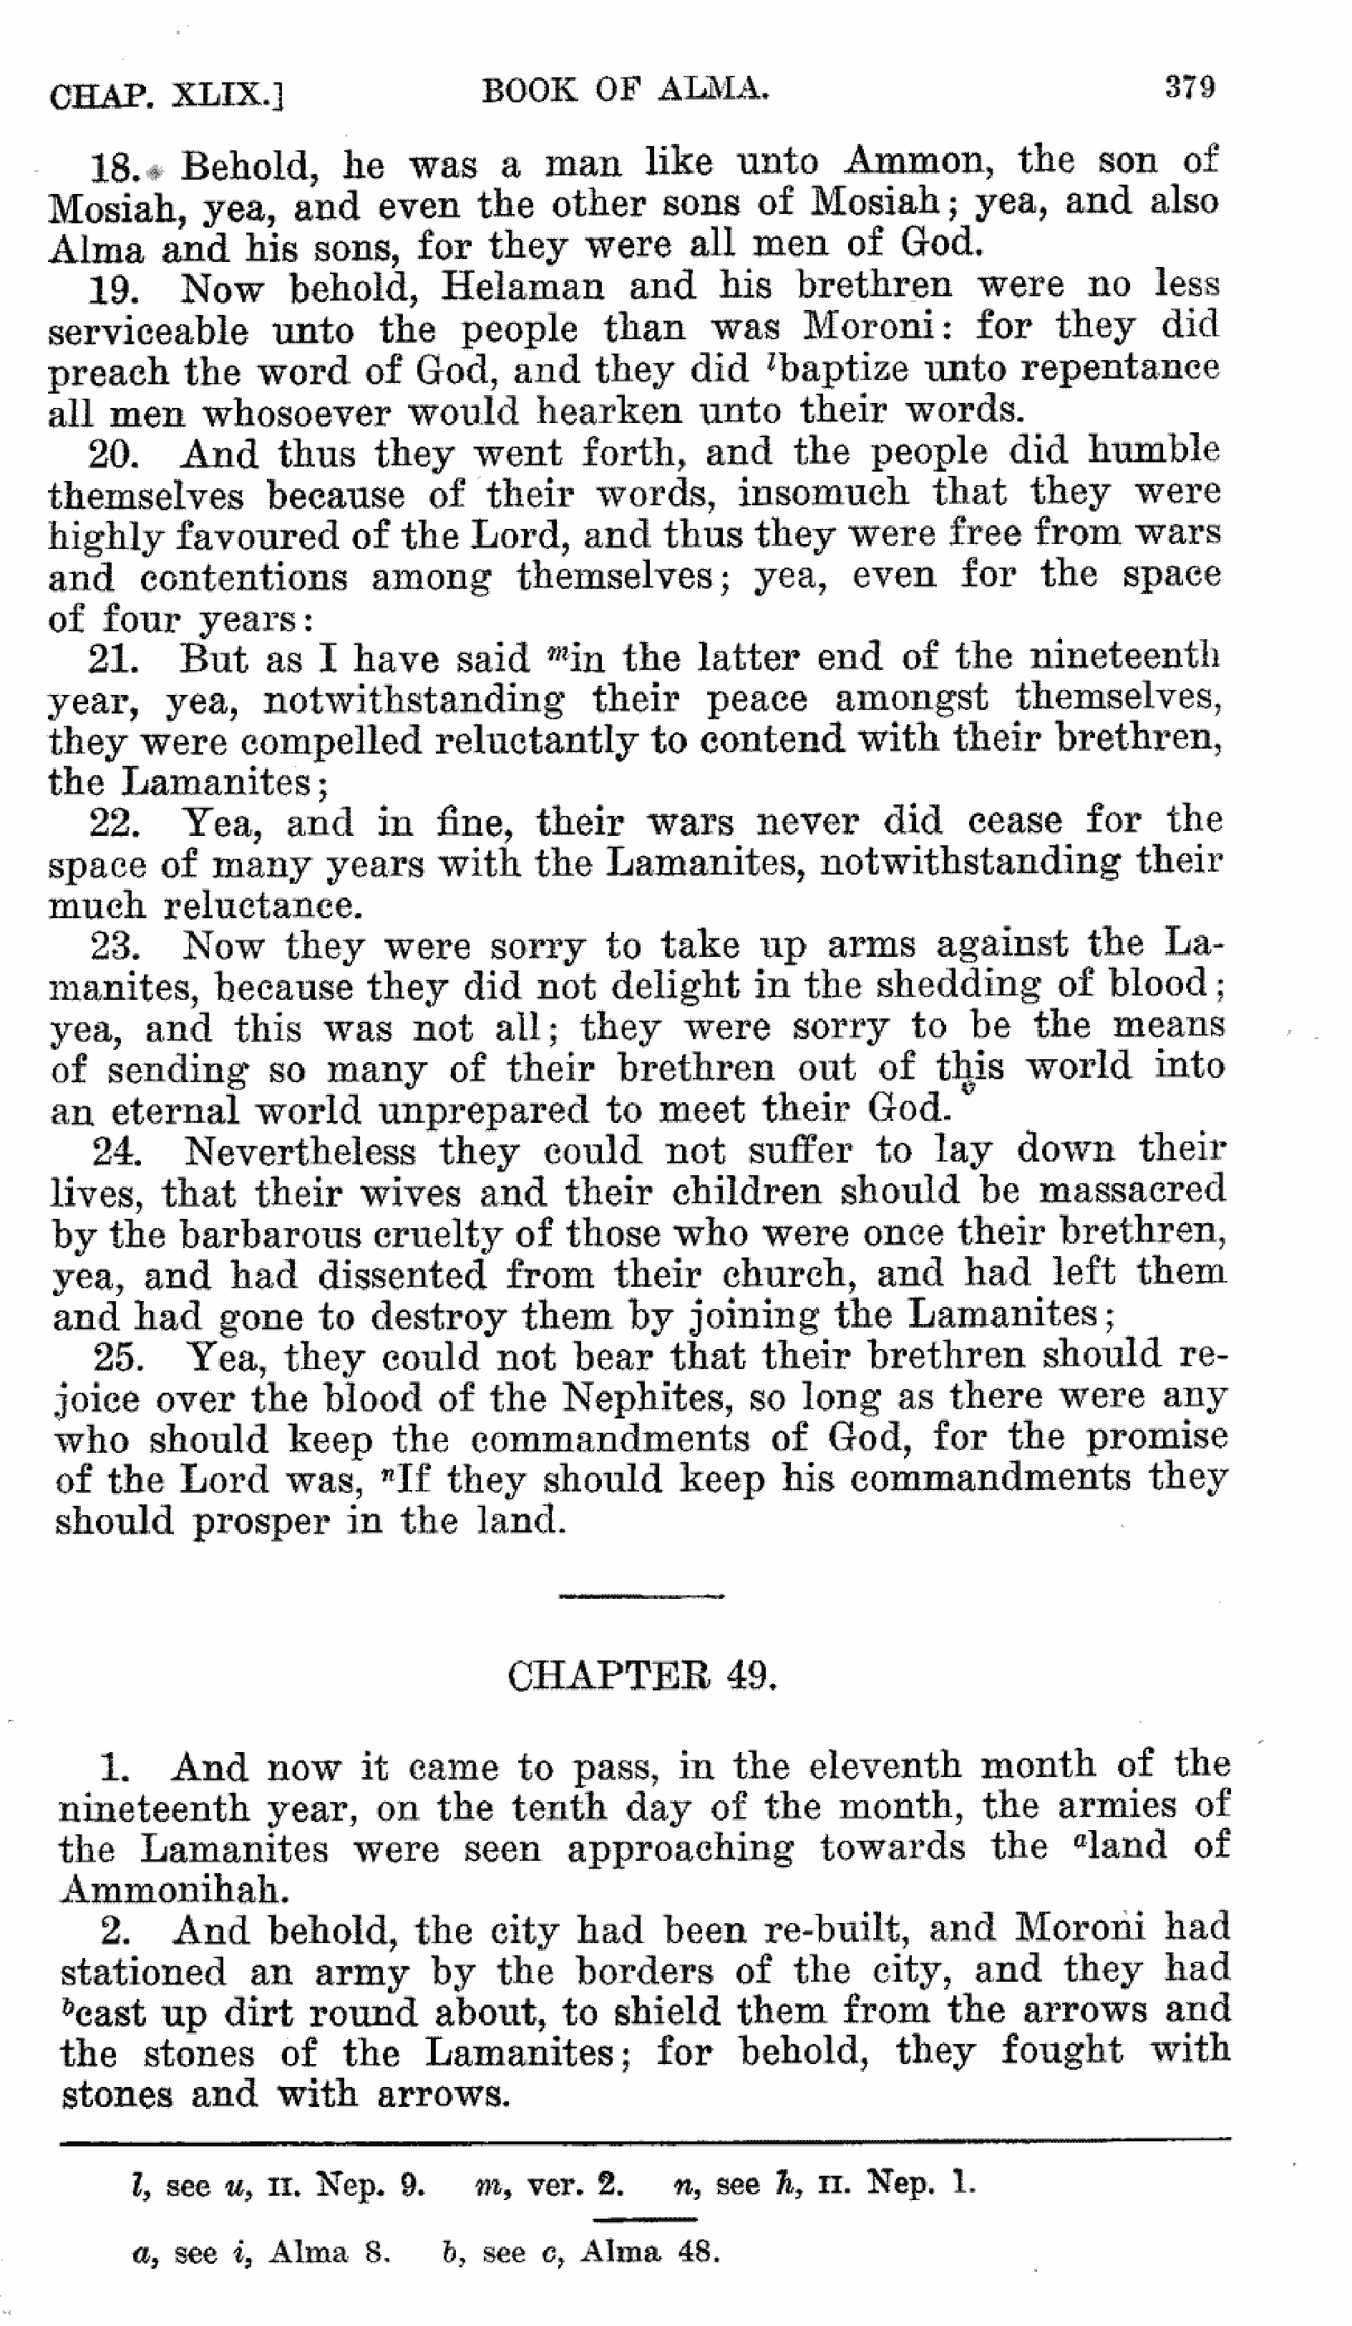 CHAP. XLIX.] BOOK OF ALMA. 379
18. Behold, he was a man like unto Ammon, the son of
Mosiah, yea, and even the other sons of Mosiah; yea, and also
Alma and his sons, for they were all men of God.
19. Now behold, Helaman and his brethren were no less
serviceable unto the people than was Moroni: for they did
preach the word of God, and they did lbaptize unto repentance
all men whosoever would hearken unto their words.
20. And thus they went forth, and the people did humble
themselves because of their words, insomuch that they were
highly favoured of the Lord, and thus they were free from wars
and contentions among themselves; yea, even for the space
of four years:
21. But as I have said min the latter end of the nineteenth
year, yea, notwithstanding their peace amongst themselves,
they were compelled reluctantly to contend with their brethren,
the Lamanites;
22. Yea, and in fine, their wars never did cease for the
space of many years with the Lamanites, notwithstanding their
much reluctance.
23. Now they were sorry to take up arms against the La-
manites, because they did not delight in the shedding of blood;
yea, and this was not all; they were sorry to be the means
of sending so many of their brethren out of this world into
an eternal world unprepared to meet their God.
24. Nevertheless they could not suffer to lay down their
lives, that their wives and their children should be massacred
by the barbarous cruelty of those who were once their brethren,
yea, and had dissented from their church, and had left them
and had gone to destroy them by joining the Lamanites;
25. Yea, they could not bear that their brethren should re-
joice over the blood of the Nephites, so long as there were any
who should keep the commandments of God, for the promise
of the Lord was, nIf they should keep his commandments they
should prosper in the land.
CHAPTER 49.
1. And now it came to pass, in the eleventh month of the
nineteenth year, on the tenth day of the month, the armies of
the Lamanites were seen approaching towards the aland of
Ammonihah.
2. And behold, the city had been re-built, and Moroni had
stationed an army by the borders of the city, and they had
bcast up dirt round about, to shield them from the arrows and
the stones of the Lamanites; for behold, they fought with
stones and with arrows.
l, see u, II. Nep. 9. m, ver. 2. n, see h, II. Nep. 1.
a, see i, Alma 8. b, see c, Alma 48.